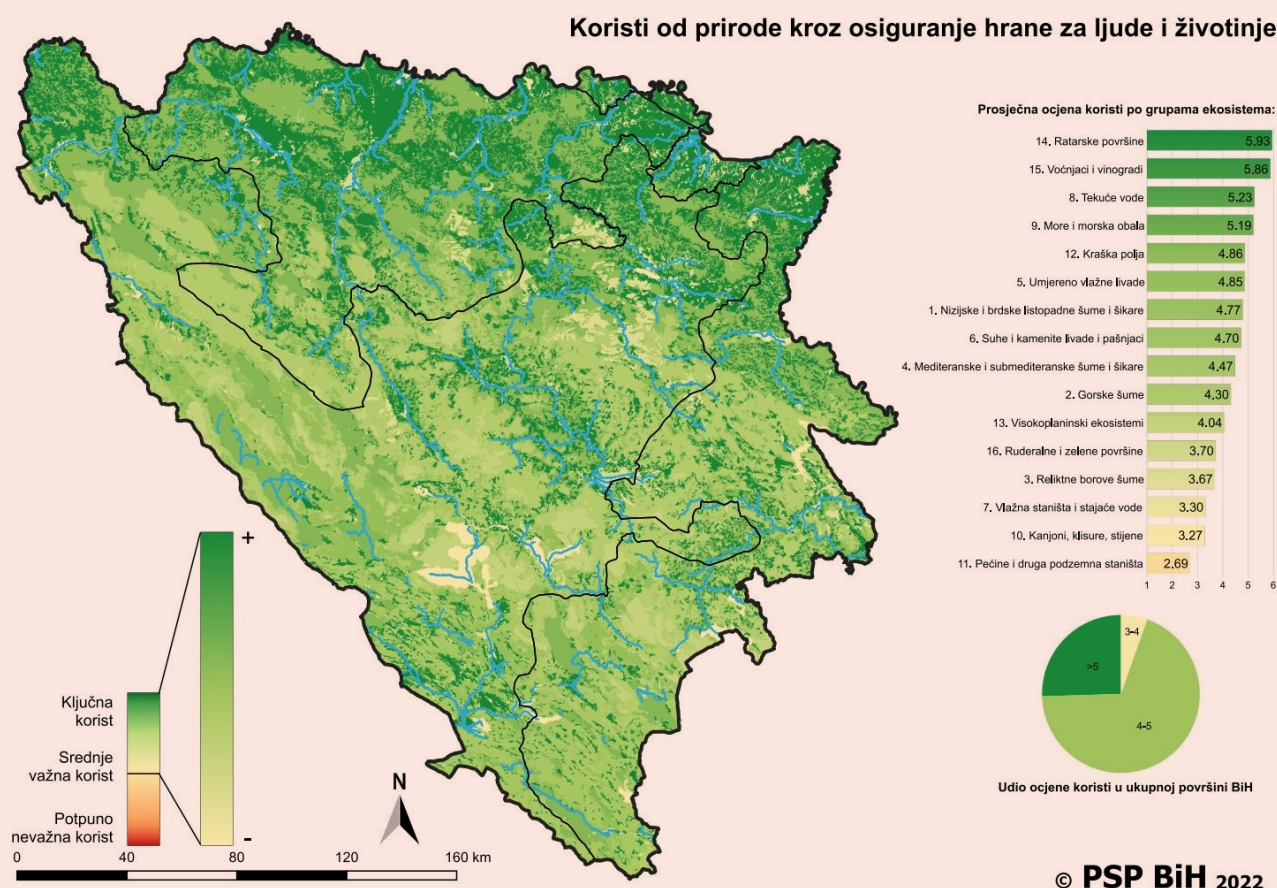 Koristi od prirode kroz osiguranje hrane za ljude i životinje
Prosječna ocjena koristi po grupama ekosistema:
14. Ratarske površine 5.93
15. Voćnjaci i vinogradi 5.86
8. Tekuće vode 5.23
9. More i morska obala 5.19
12. Kraška polja 4.86
5. Umjereno vlažne livade 4.85
1. Nizijske i brdske listopadne šume i šikare 4.77
6. Suhe i kamenite livade i pašnjaci 4.70
4. Mediteranske i submediteranske šume i šikare 4.47
2. Gorske šume 4.30
13. Visokoplaninski ekosistemi 4.04
16. Ruderalne i zelene površine 3.70
3. Reliktne borove šume 3.67
7. Vlažna staništa i stajaće vode 3.30
10. Kanjoni, klisure, stijene 3.27
11. Pećine i druga podzemna staništa 2.69
1 2 3 4 5 6
3-4
>5
4-5
Udio ocjene koristi u ukupnoj površini BiH
+
Ključna
korist
Srednje
važna korist
Potpuno
nevažna korist
-
N
0 40 80 120 160 km
© PSP BiH 2022